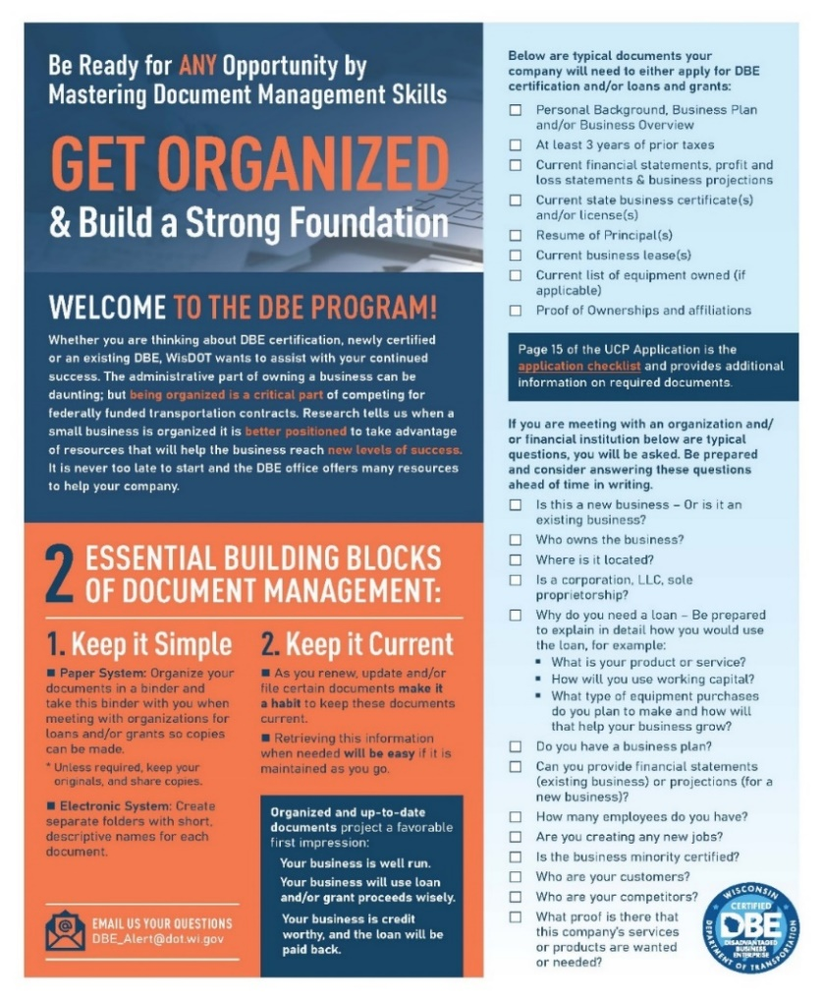 Be Ready for ANY Opportunity by
Mastering Document Management Skills
GET ORGANIZED
& Build a Strong Foundation
WELCOME TO THE DBE PROGRAM!
Whether you are thinking about DBE certification, newly certified
or an existing DBE, WisDOT wants to assist with your continued
success. The administrative part of owning a business can be
daunting; but being organized is a critical part of competing for
federally funded transportation contracts. Research tells us when a
small business is organized it is better positioned to take advantage
of resources that will help the business reach new levels of success.
It is never too late to start and the DBE office offers many resources
to help your company.
2 ESSENTIAL BUILDING BLOCKS
OF DOCUMENT MANAGEMENT:
1. Keep it Simple
■ Paper System: Organize your
documents in a binder and
take this binder with you when
meeting with organizations for
loans and/or grants so copies
can be made.
* Unless required, keep your
originals, and share copies.
■ Electronic System: Create
separate folders with short,
descriptive names for each
document.
EMAIL US YOUR QUESTIONS
DBE_Alert@dot.wi.gov
2. Keep it Current
■ As you renew, update and/or
file certain documents make it
a habit to keep these documents
current.
■ Retrieving this information
when needed will be easy if it is
maintained as you go.
Organized and up-to-date
documents project a favorable
first impression:
Your business is well run.
Your business will use loan
and/or grant proceeds wisely.
Your business is credit
worthy, and the loan will be
paid back.
Below are typical documents your
company will need to either apply for DBE
certification and/or loans and grants:
☐ Personal Background, Business Plan
and/or Business Overview
☐ At least 3 years of prior taxes
☐ Current financial statements, profit and
loss statements & business projections
☐ Current state business certificate(s)
and/or license(s)
☐ Resume of Principal(s)
☐ Current business lease(s)
☐ Current list of equipment owned (if
applicable)
☐ Proof of Ownerships and affiliations
Page 15 of the UCP Application is the
application checklist and provides additional
information on required documents.
If you are meeting with an organization and/
or financial institution below are typical
questions, you will be asked. Be prepared
and consider answering these questions
ahead of time in writing.
☐ Is this a new business – Or is it an
existing business?
☐ Who owns the business?
☐ Where is it located?
☐ Is a corporation, LLC, sole
proprietorship?
☐ Why do you need a loan – Be prepared
to explain in detail how you would use
the loan, for example:
▪ What is your product or service?
▪ How will you use working capital?
▪ What type of equipment purchases
do you plan to make and how will
that help your business grow?
☐ Do you have a business plan?
☐ Can you provide financial statements
(existing business) or projections (for a
new business)?
☐ How many employees do you have?
☐ Are you creating any new jobs?
☐ Is the business minority certified?
☐ Who are your customers?
☐ Who are your competitors?
☐ What proof is there that
this company's services
or products are wanted
or needed?
WISCONSIN
CERTIFIED
DBE
DISADVANTAGED
BUSINESS
ENTERPRISE
DEPARTMENT OF TRANSPORTATION